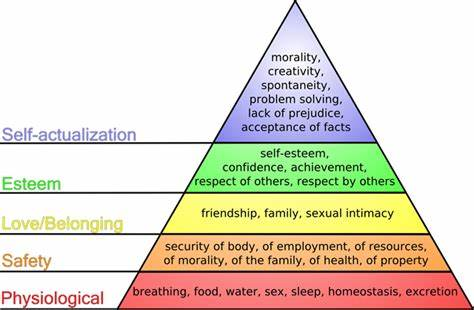 morality,
creativity,
spontaneity,
problem solving,
lack of prejudice,
acceptance of facts
Self-actualization
self-esteem,
confidence, achievement,
respect of others, respect by others
Esteem
friendship, family, sexual intimacy
Love/Belonging
security of body, of employment, of resources,
of morality, of the family, of health, of property
Safety
breathing, food, water, sex, sleep, homeostasis, excretion
Physiological